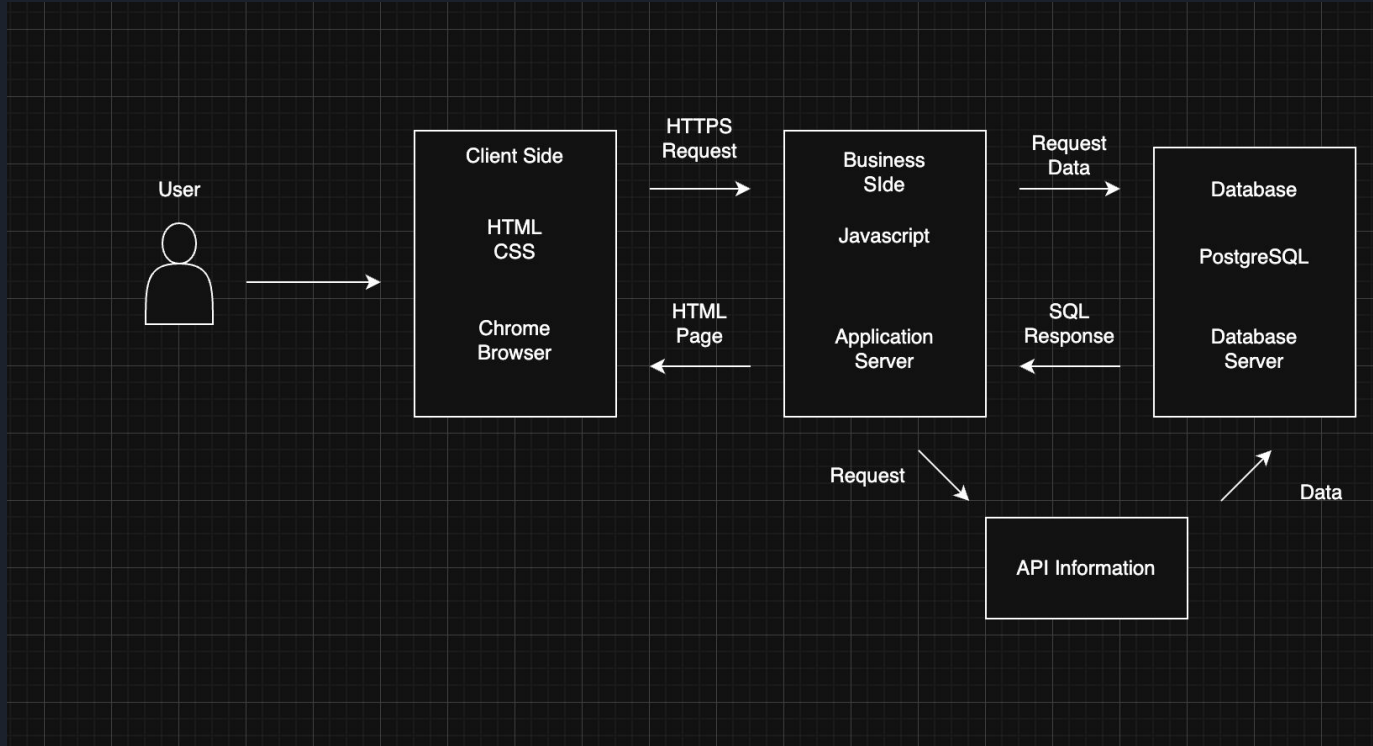 User
Client Side
HTML
CSS
Chrome
Browser
HTTPS
Request
HTML
Page
Business
SIde
Javascript
Application
Server
Request
Data
SQL
Response
Database
PostgreSQL
Database
Server
Request
API Information
Data